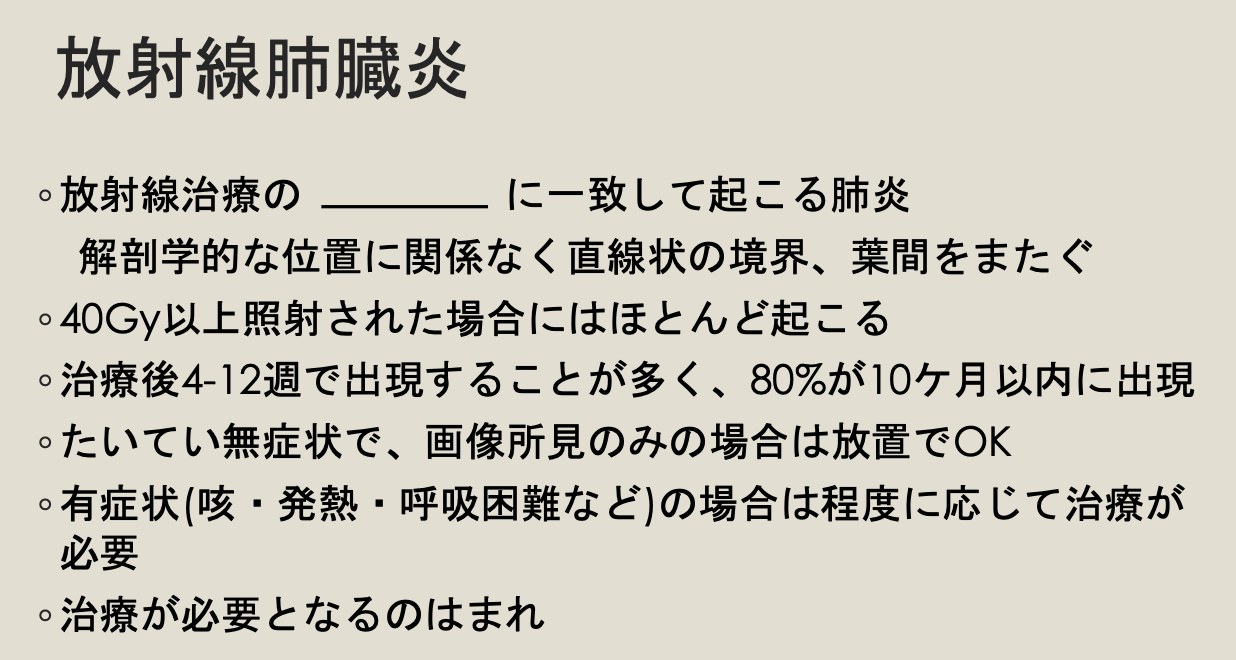 放射線肺臓炎
◦放射線治療の ________ に一致して起こる肺炎
解剖学的な位置に関係なく直線状の境界、葉間をまたぐ
◦40Gy以上照射された場合にはほとんど起こる
◦治療後4-12週で出現することが多く、80%が10ケ月以内に出現
◦たいてい無症状で、画像所見のみの場合は放置でOK
◦有症状(咳・発熱・呼吸困難など)の場合は程度に応じて治療が
必要
◦治療が必要となるのはまれ